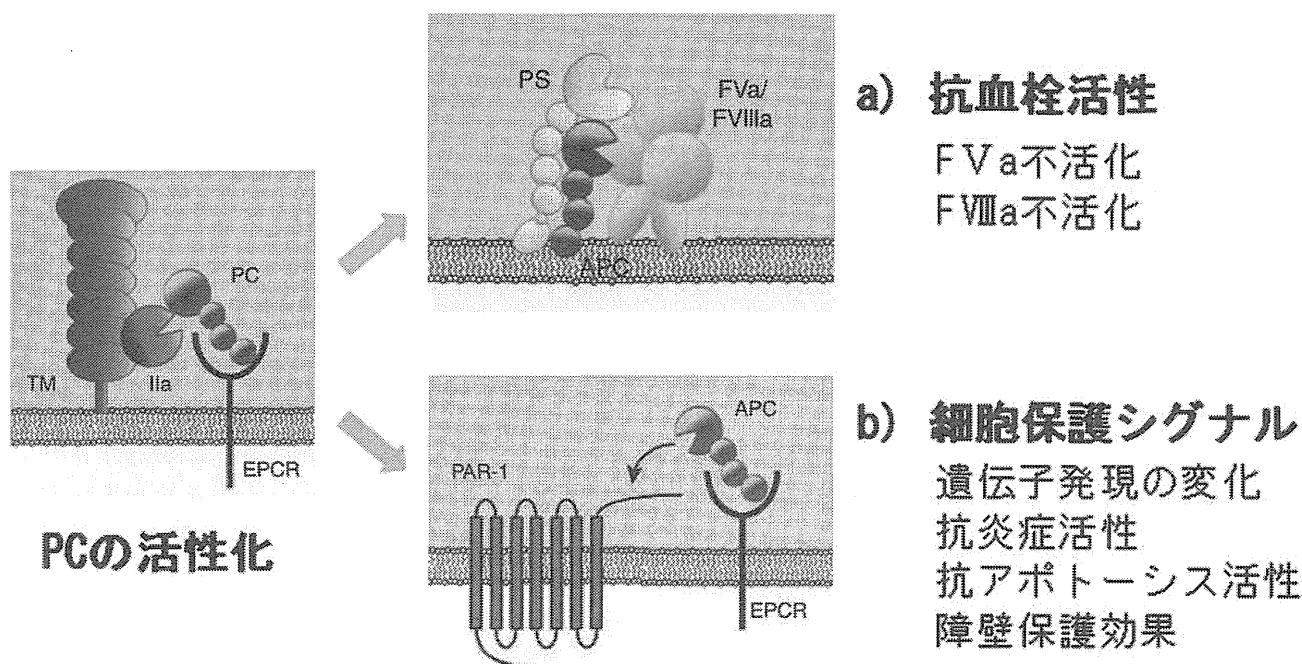 TM
IIa
PC
EPCR
PCの活性化
PS
FVa/
FVIIIa
APC
a) 抗血栓活性
FⅤa不活化
FⅧa不活化
PAR-1
APC
EPCR
b) 細胞保護シグナル
遺伝子発現の変化
抗炎症活性
抗アポトーシス活性
障壁保護効果